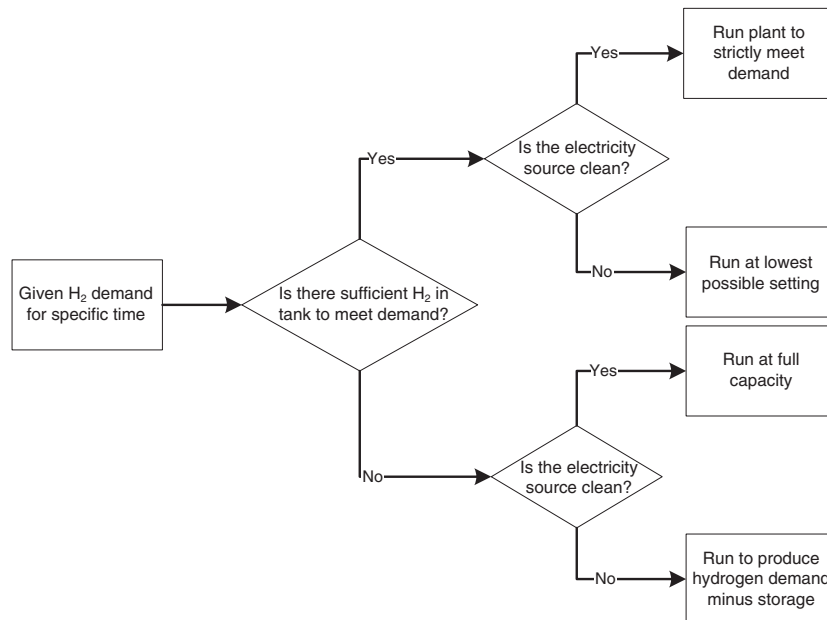 Given H₂ demand
for specific time
Is there sufficient H₂ in
tank to meet demand?
Yes
Is the electricity
source clean?
Yes
Run plant to
strictly meet
demand
No
Run at lowest
possible setting
No
Is the electricity
source clean?
Yes
Run at full
capacity
No
Run to produce
hydrogen demand
minus storage